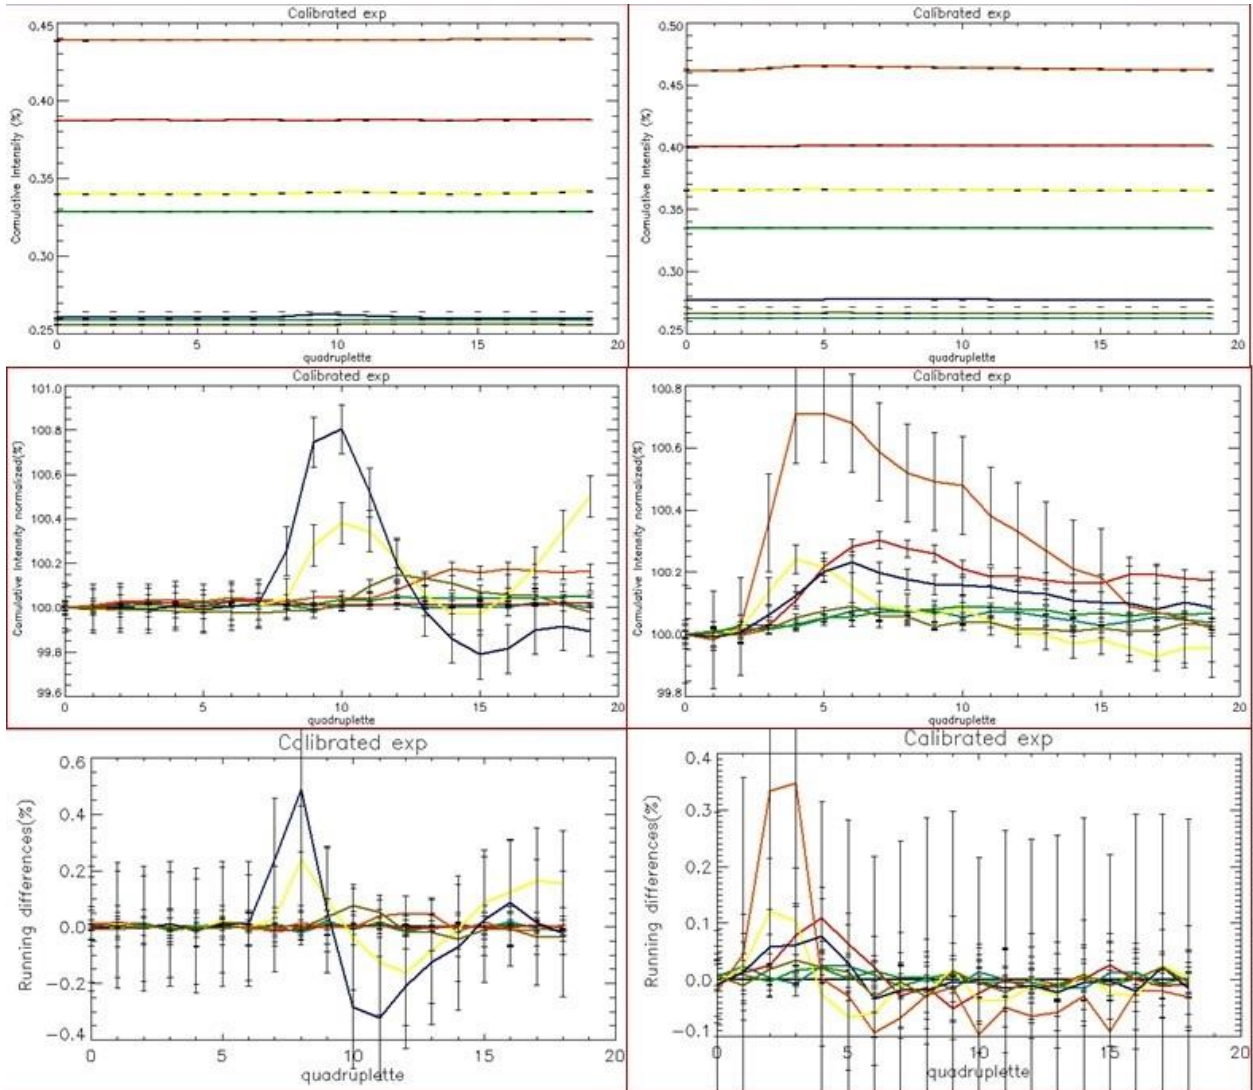 Calibrated exp
0.45
0.40
0.35
0.30
0.25
Comulative Intensity (%)
0 5 10 15 20
quadruplette
Calibrated exp
0.50
0.45
0.40
0.35
0.30
0.25
Comulative Intensity (%)
0 5 10 15 20
quadruplette
Calibrated exp
101.0
100.8
100.6
100.4
100.2
100.0
99.8
99.6
Cumulative Intensity normalized(%)
0 5 10 15 20
quadruplette
Calibrated exp
100.8
100.6
100.4
100.2
100.0
99.8
Comulative Intensity normalized(%)
0 5 10 15 20
quadruplette
Calibrated exp
0.6
0.4
0.2
0.0
-0.2
-0.4
Running differences(%)
0 5 10 15 20
quadruplette
Calibrated exp
0.4
0.3
0.2
0.1
0.0
-0.1
Running differences(%)
0 5 10 15 20
quadruplette